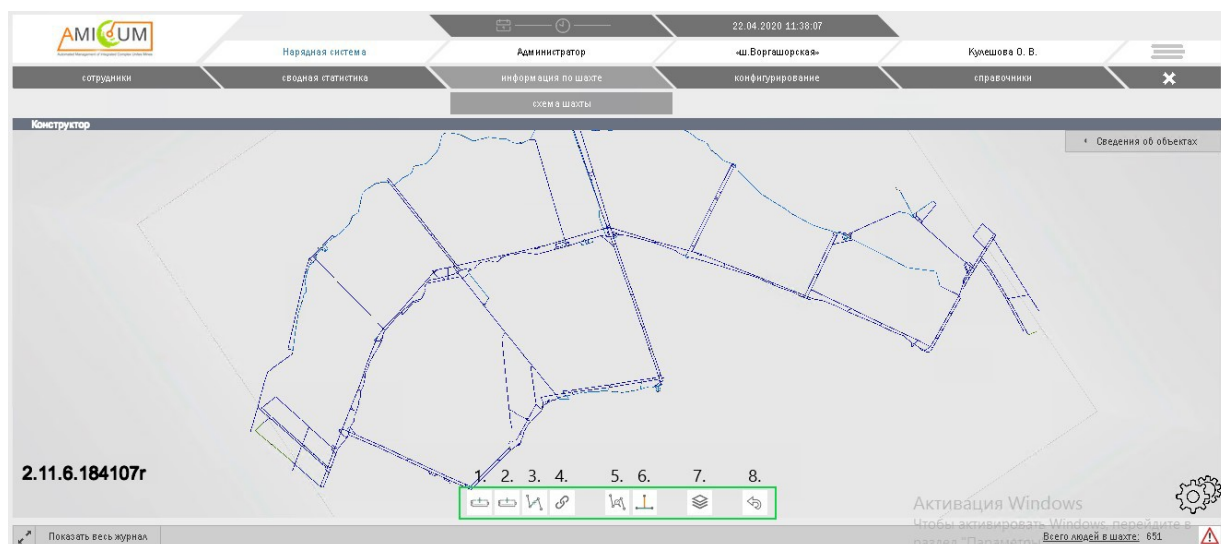 22.04.2020 11:38:07
AMICUM
Нарядная система
Администратор
«ш.Воргашорская»
Кулешова О. В.
сотрудники
сводная статистика
информация по шахте
конфигурирование
справочники
схема шахты
Конструктор
Сведения об объектах
2.11.6.184107r
1. 2. 3. 4. 5. 6. 7. 8.
Активация Windows
Чтобы активировать Windows, перейдите в
раздел "Параметры
Показать весь журнал
Всего людей в шахте: 651